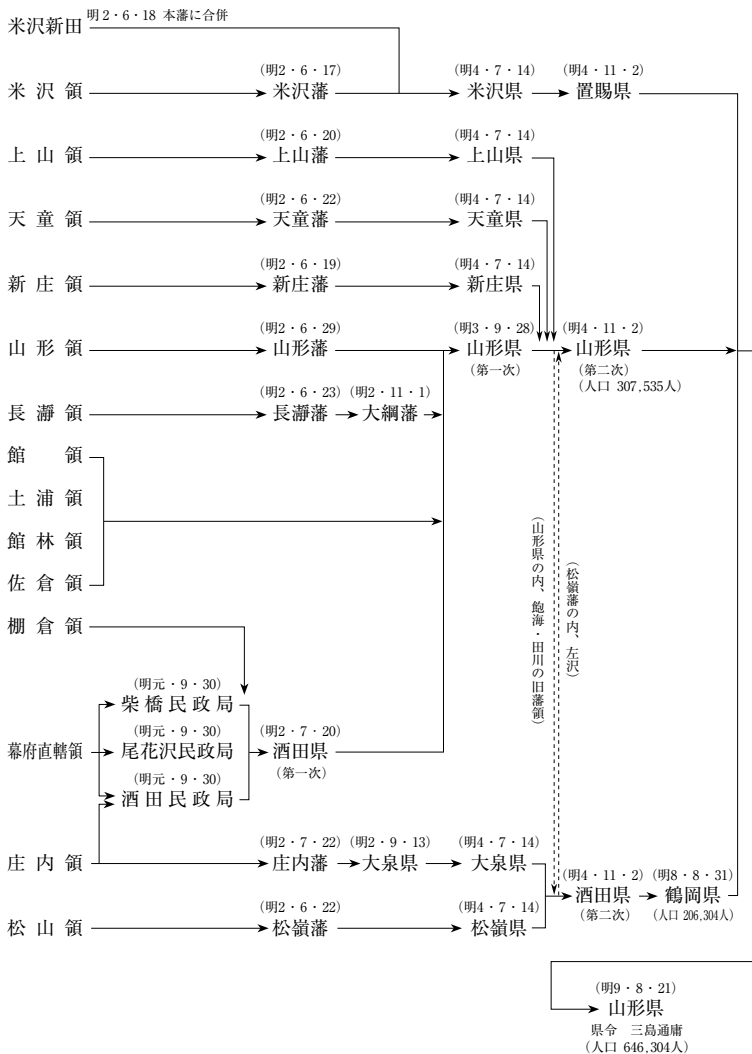 米沢新田 明2・6・18 本藩に合併
(明2・6・17) (明4・7・14) (明4・11・2)
米沢領 米沢藩 米沢県 置賜県
(明2・6・20) (明4・7・14)
上山領 上山藩 上山県
(明2・6・22) (明4・7・14)
天童領 天童藩 天童県
(明2・6・19) (明4・7・14)
新庄領 新庄藩 新庄県
(明2・6・29) (明3・9・28) (明4・11・2)
山形領 山形藩 山形県 山形県
(第一次) (第二次)
(人口 307,535人)
(明2・6・23) (明2・11・1)
長瀞領 長瀞藩 大綱藩
館領
土浦領
館林領
佐倉領
棚倉領
(山形県の内、飽海・田川の旧藩領)
(松嶺藩の内、左沢)
(明元・9・30)
柴橋民政局
(明元・9・30) (明2・7・20)
幕府直轄領 尾花沢民政局 酒田県
(第一次)
(明元・9・30)
酒田民政局
(明2・7・22) (明2・9・13) (明4・7・14)
庄内領 庄内藩 大泉県 大泉県
(明4・11・2) (明8・8・31)
酒田県 鶴岡県
(第二次) (人口 206,304人)
(明2・6・22) (明4・7・14)
松山領 松嶺藩 松嶺県
(明9・8・21)
山形県
県令 三島通庸
(人口 646,304人)